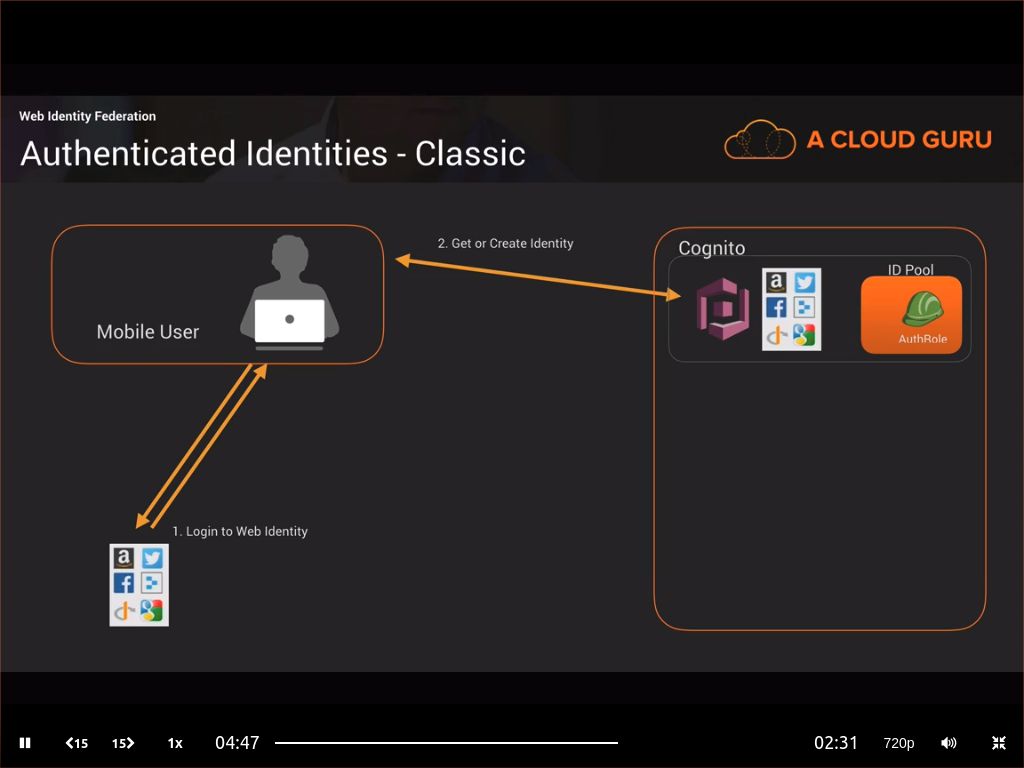 Web Identity Federation
Authenticated Identities - Classic
A CLOUD GURU
2. Get or Create Identity
Cognito
ID Pool
AuthRole
Mobile User
1. Login to Web Identity
15
15
1x
04:47
02:31
720p